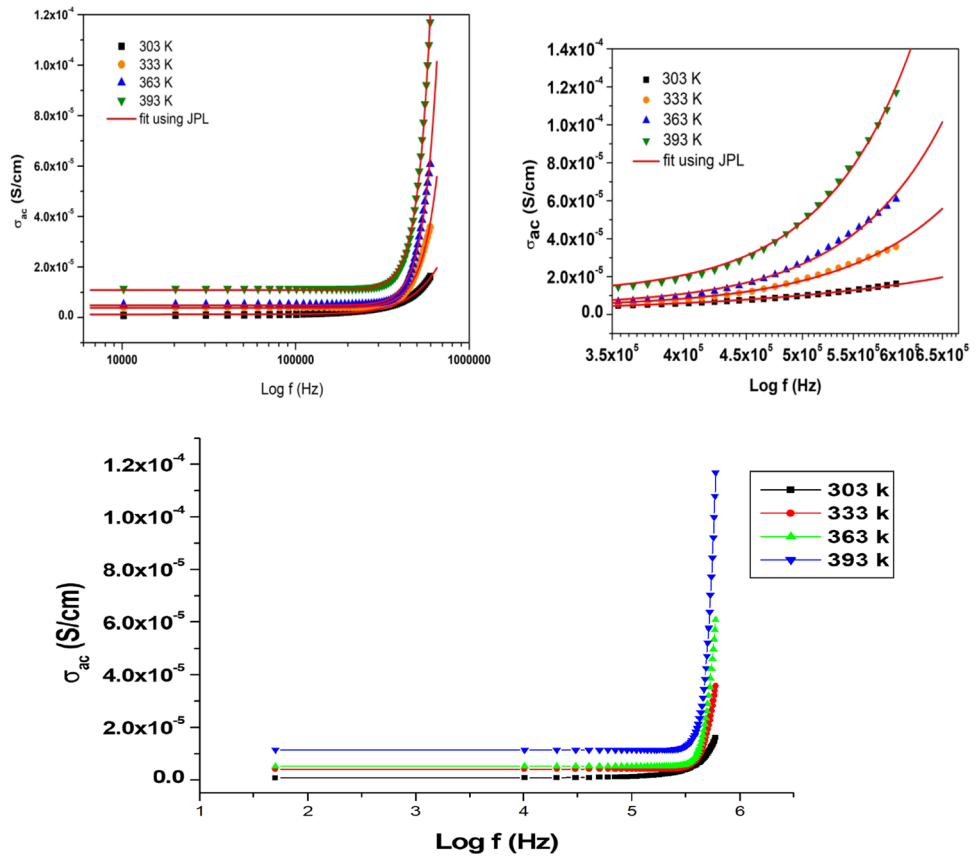 1.2x10⁻⁴
1.0x10⁻⁴
8.0x10⁻⁵
6.0x10⁻⁵
4.0x10⁻⁵
2.0x10⁻⁵
0.0
σac (S/cm)
303 K
333 K
363 K
393 K
fit using JPL
10000 100000 1000000
Log f (Hz)
1.4x10⁻⁴
1.2x10⁻⁴
1.0x10⁻⁴
8.0x10⁻⁵
6.0x10⁻⁵
4.0x10⁻⁵
2.0x10⁻⁵
0.0
σac (S/cm)
303 K
333 K
363 K
393 K
fit using JPL
3.5x10⁵ 4x10⁵ 4.5x10⁵ 5x10⁵ 5.5x10⁵ 6x10⁵ 6.5x10⁵
Log f (Hz)
1.2x10⁻⁴
1.0x10⁻⁴
8.0x10⁻⁵
6.0x10⁻⁵
4.0x10⁻⁵
2.0x10⁻⁵
0.0
σac (S/cm)
303 k
333 k
363 k
393 k
1 2 3 4 5 6
Log f (Hz)